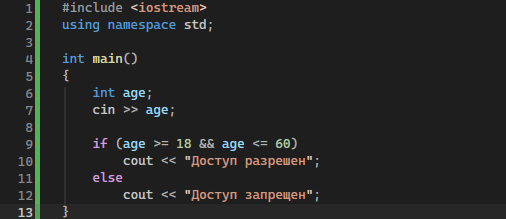 1 #include <iostream>
2 using namespace std;
3
4 int main()
5 {
6     int age;
7     cin >> age;
8
9     if (age >= 18 && age <= 60)
10         cout << "Доступ разрешен";
11     else
12         cout << "Доступ запрещен";
13 }